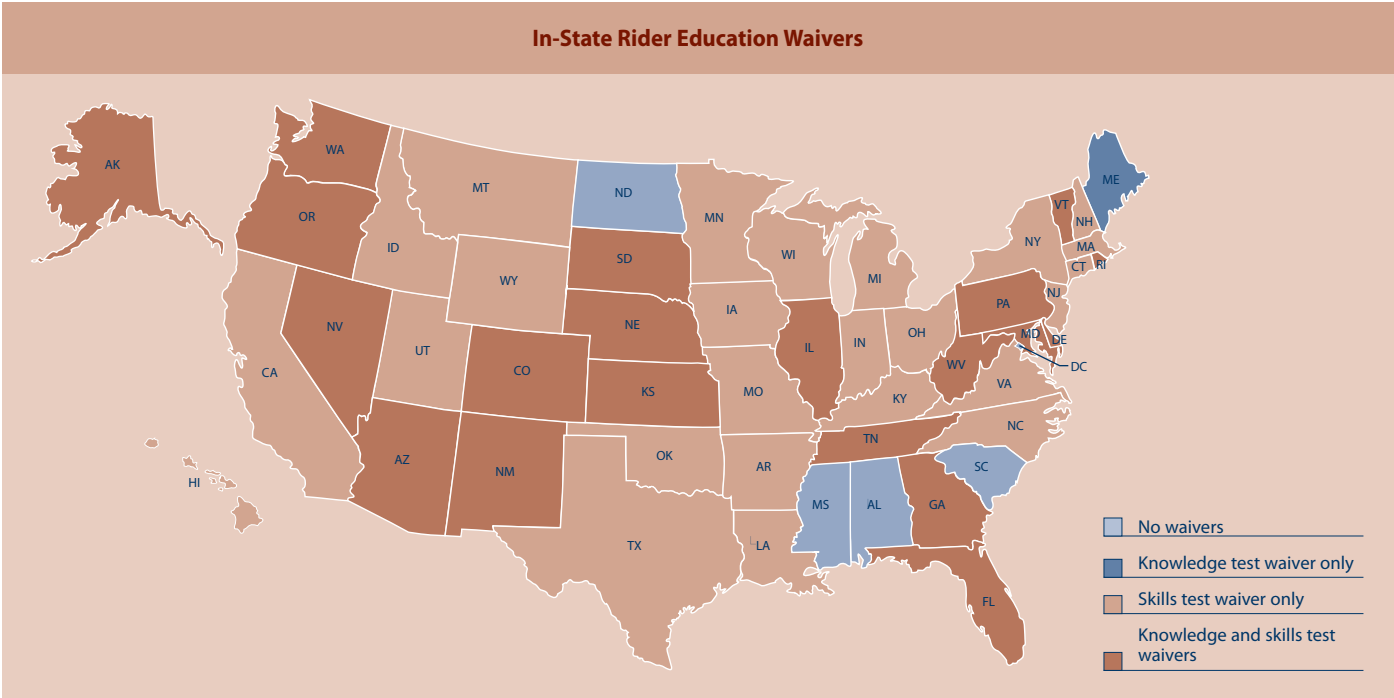 In-State Rider Education Waivers
AK
WA
MT
ND
MN
ME
VT
NH
OR
ID
SD
WI
NY
MA
WY
MI
CT
RI
NJ
NV
NE
IA
PA
UT
IL
IN
OH
MD
DE
CA
CO
KS
MO
WV
DC
KY
VA
AZ
NM
OK
AR
TN
NC
HI
MS
AL
GA
SC
TX
LA
FL
No waivers
Knowledge test waiver only
Skills test waiver only
Knowledge and skills test
waivers